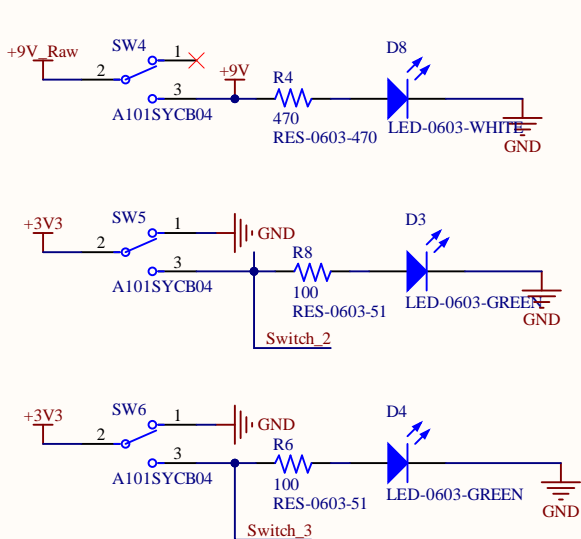 +9V_Raw
SW4
2
1
3
A101SYCB04
+9V
R4
470
RES-0603-470
D8
LED-0603-WHITE
GND
+3V3
SW5
2
1
3
A101SYCB04
GND
R8
100
RES-0603-51
Switch_2
D3
LED-0603-GREEN
GND
+3V3
SW6
2
1
3
A101SYCB04
GND
R6
100
RES-0603-51
Switch_3
D4
LED-0603-GREEN
GND